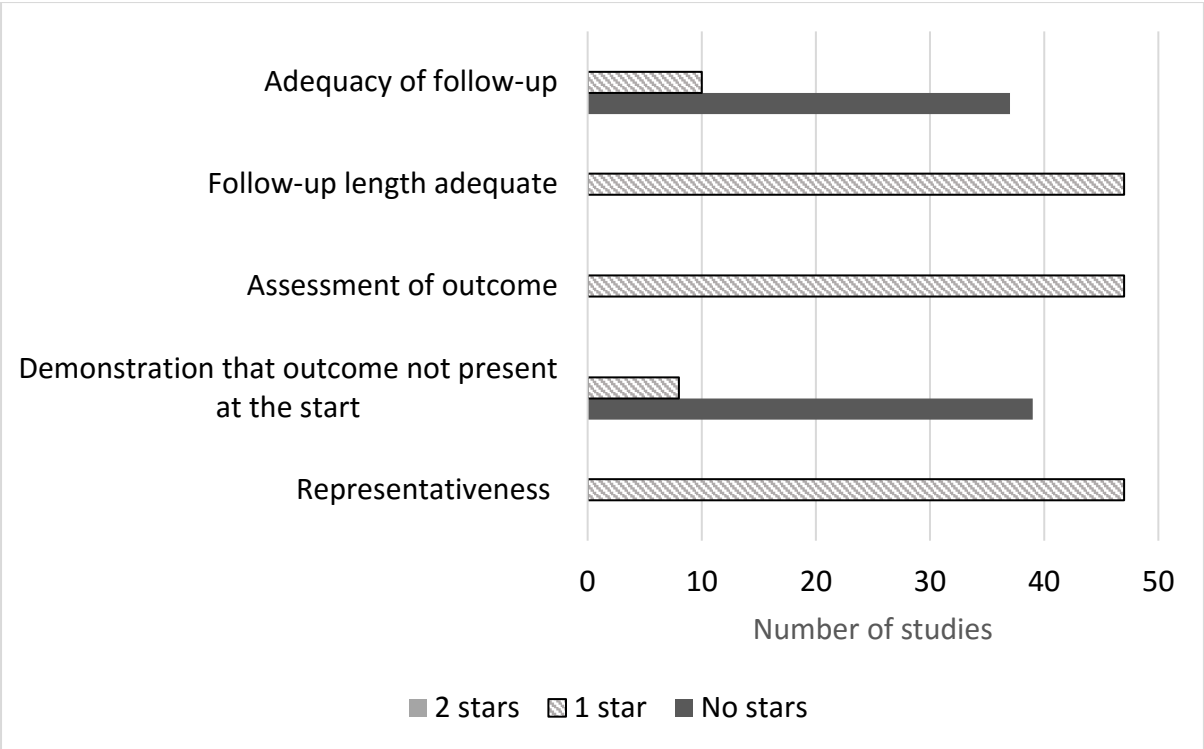 Adequacy of follow-up
Follow-up length adequate
Assessment of outcome
Demonstration that outcome not present
at the start
Representativeness
0 10 20 30 40 50
Number of studies
2 stars 1 star No stars